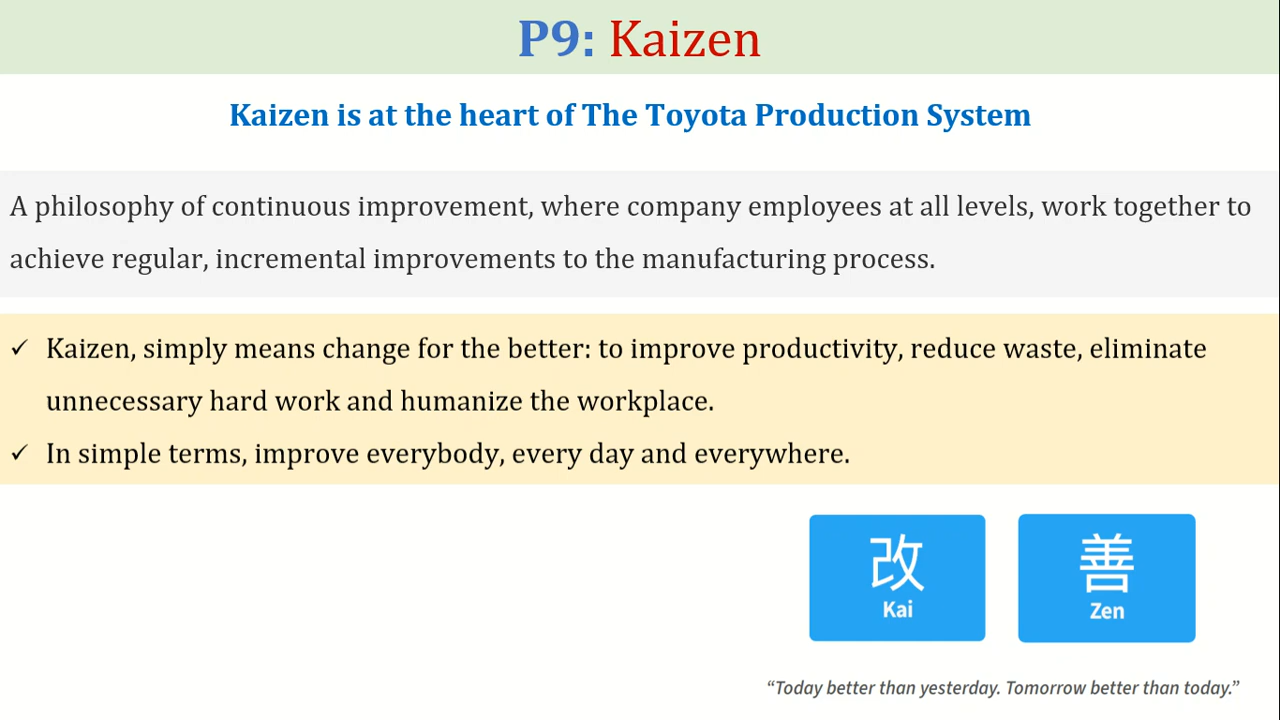 P9: Kaizen
Kaizen is at the heart of The Toyota Production System
A philosophy of continuous improvement, where company employees at all levels, work together to
achieve regular, incremental improvements to the manufacturing process.
✓ Kaizen, simply means change for the better: to improve productivity, reduce waste, eliminate
unnecessary hard work and humanize the workplace.
✓ In simple terms, improve everybody, every day and everywhere.
改
Kai
善
Zen
“Today better than yesterday. Tomorrow better than today.”